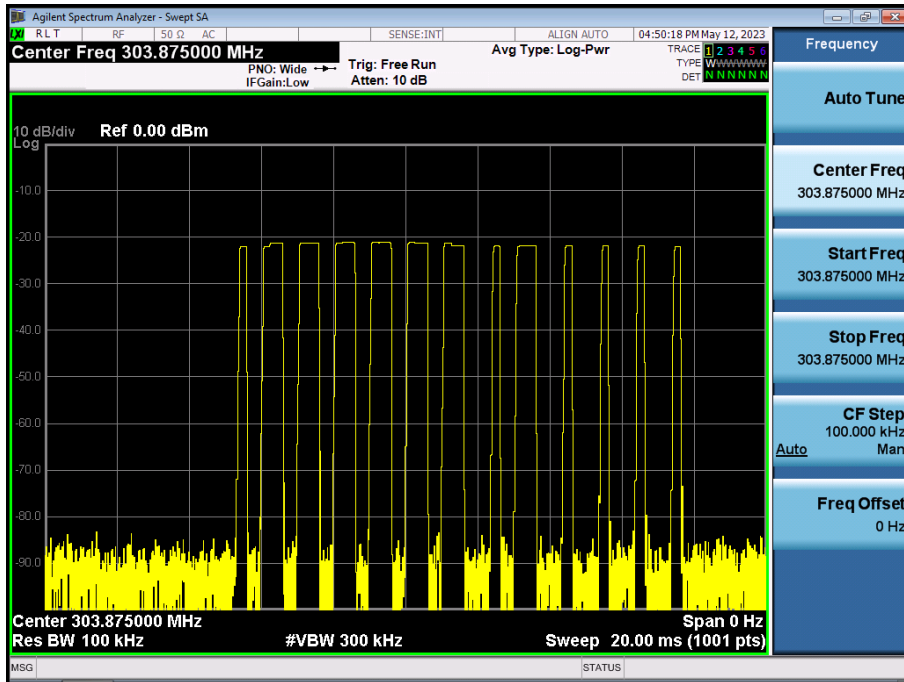 Agilent Spectrum Analyzer - Swept SA
LXI RLT RF 50 Ω AC SENSE:INT ALIGN AUTO 04:50:18 PM May 12, 2023
Center Freq 303.875000 MHz
PNO: Wide
IFGain:Low
Trig: Free Run
Atten: 10 dB
Avg Type: Log-Pwr
TRACE 1 2 3 4 5 6
TYPE WWWWWW
DET N N N N N N
10 dB/div Ref 0.00 dBm
Log
-10.0
-20.0
-30.0
-40.0
-50.0
-60.0
-70.0
-80.0
-90.0
Center 303.875000 MHz Span 0 Hz
Res BW 100 kHz #VBW 300 kHz Sweep 20.00 ms (1001 pts)
MSG STATUS
Frequency
Auto Tune
Center Freq
303.875000 MHz
Start Freq
303.875000 MHz
Stop Freq
303.875000 MHz
CF Step
100.000 kHz
Auto Man
Freq Offset
0 Hz